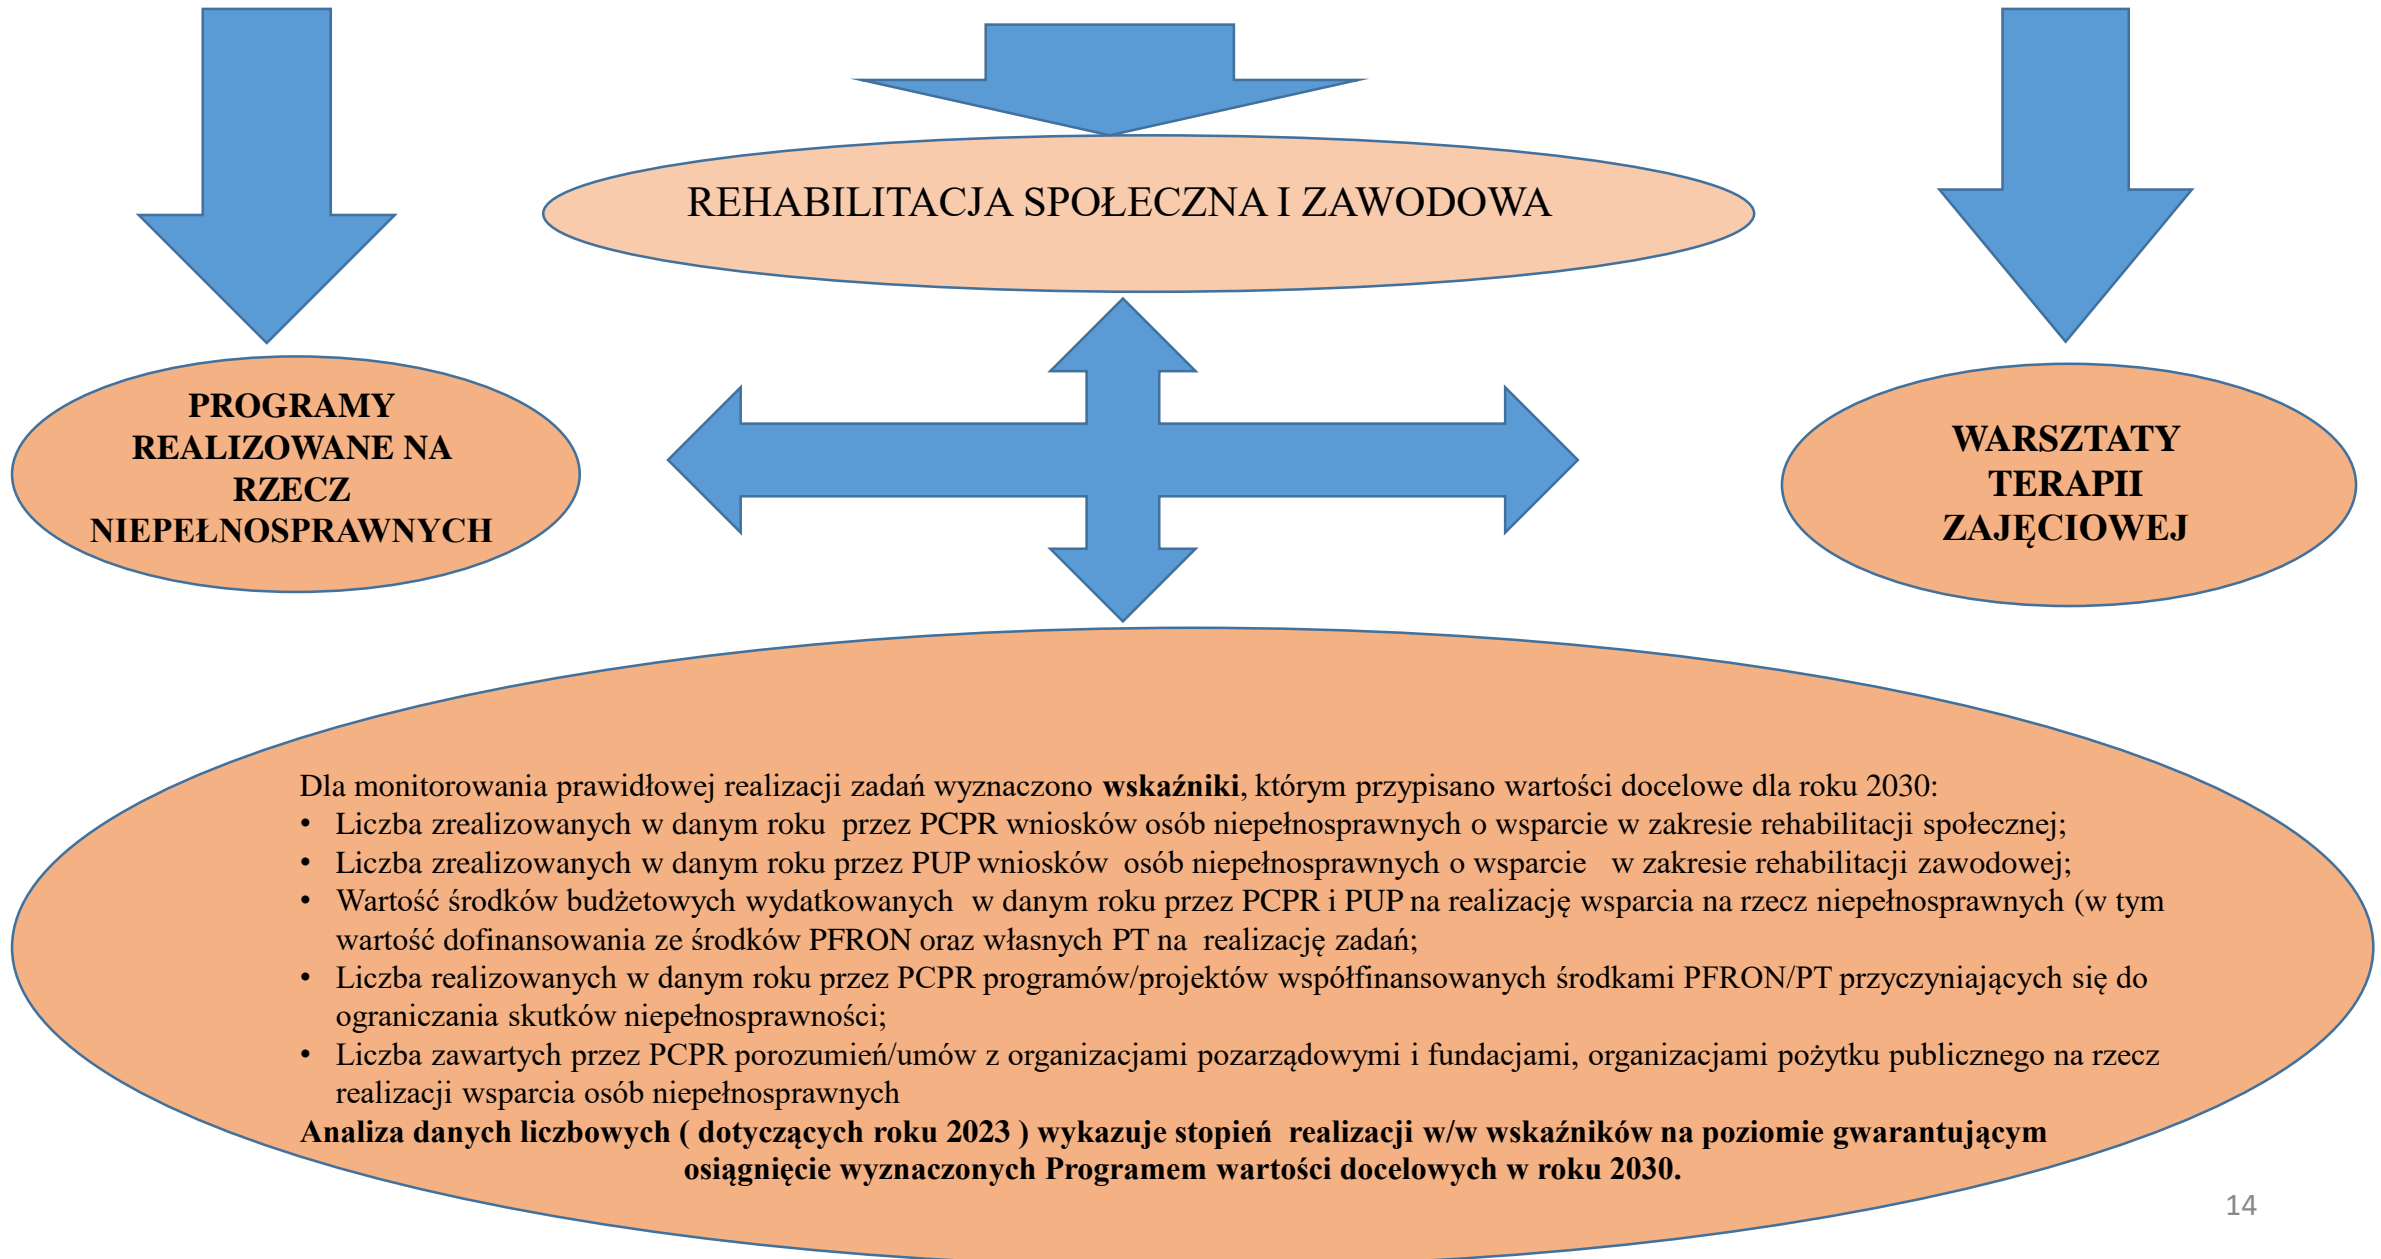 REHABILITACJA SPOŁECZNA I ZAWODOWA
PROGRAMY
REALIZOWANE NA
RZECZ
NIEPEŁNOSPRAWNYCH
WARSZTATY
TERAPII
ZAJĘCIOWEJ
Dla monitorowania prawidłowej realizacji zadań wyznaczono wskaźniki, którym przypisano wartości docelowe dla roku 2030:
• Liczba zrealizowanych w danym roku przez PCPR wniosków osób niepełnosprawnych o wsparcie w zakresie rehabilitacji społecznej;
• Liczba zrealizowanych w danym roku przez PUP wniosków osób niepełnosprawnych o wsparcie w zakresie rehabilitacji zawodowej;
• Wartość środków budżetowych wydatkowanych w danym roku przez PCPR i PUP na realizację wsparcia na rzecz niepełnosprawnych (w tym
wartość dofinansowania ze środków PFRON oraz własnych PT na realizację zadań;
• Liczba realizowanych w danym roku przez PCPR programów/projektów współfinansowanych środkami PFRON/PT przyczyniających się do
ograniczania skutków niepełnosprawności;
• Liczba zawartych przez PCPR porozumień/umów z organizacjami pozarządowymi i fundacjami, organizacjami pożytku publicznego na rzecz
realizacji wsparcia osób niepełnosprawnych
Analiza danych liczbowych ( dotyczących roku 2023 ) wykazuje stopień realizacji w/w wskaźników na poziomie gwarantującym
osiągnięcie wyznaczonych Programem wartości docelowych w roku 2030.
14